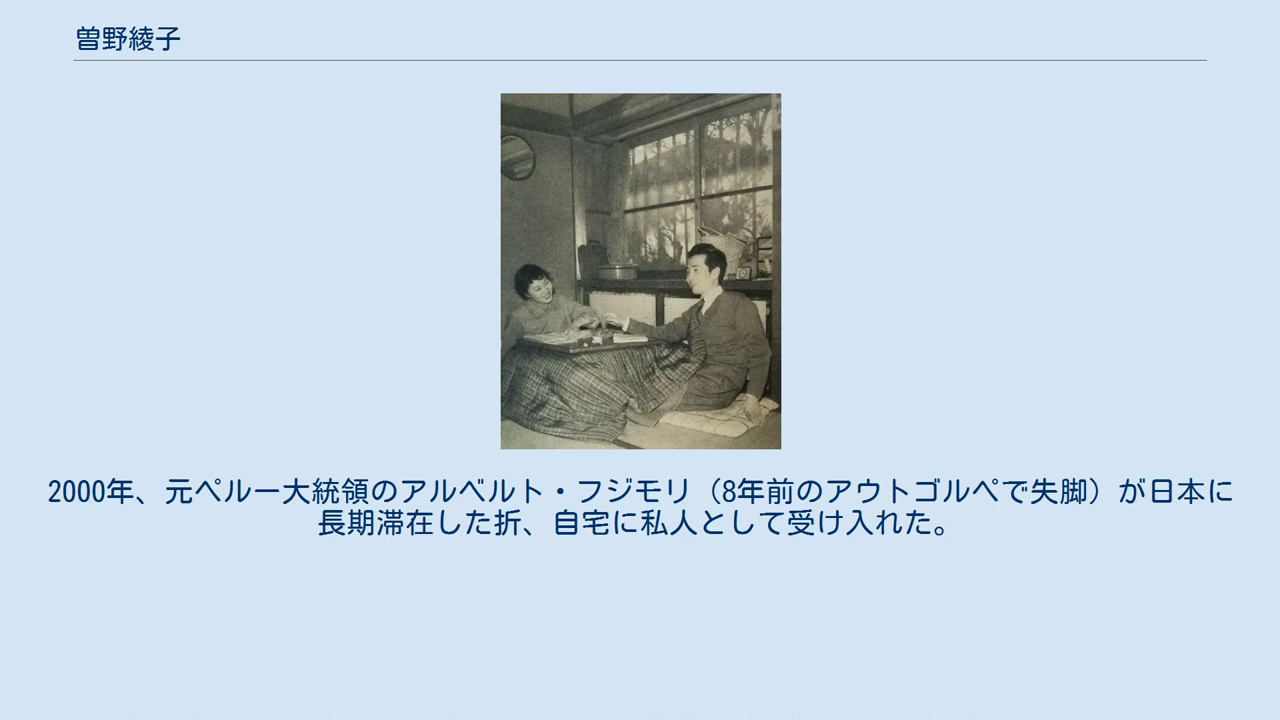 曽野綾子
2000年、元ペルー大統領のアルベルト・フジモリ（8年前のアウトゴルペで失脚）が日本に
長期滞在した折、自宅に私人として受け入れた。